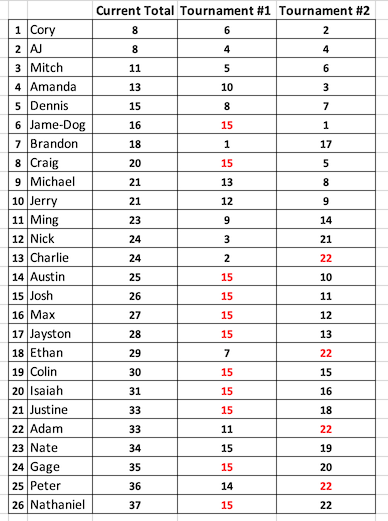 Current Total Tournament #1 Tournament #2
1 Cory 8 6 2
2 AJ 8 4 4
3 Mitch 11 5 6
4 Amanda 13 10 3
5 Dennis 15 8 7
6 Jame-Dog 16 15 1
7 Brandon 18 1 17
8 Craig 20 15 5
9 Michael 21 13 8
10 Jerry 21 12 9
11 Ming 23 9 14
12 Nick 24 3 21
13 Charlie 24 2 22
14 Austin 25 15 10
15 Josh 26 15 11
16 Max 27 15 12
17 Jayston 28 15 13
18 Ethan 29 7 22
19 Colin 30 15 15
20 Isaiah 31 15 16
21 Justine 33 15 18
22 Adam 33 11 22
23 Nate 34 15 19
24 Gage 35 15 20
25 Peter 36 14 22
26 Nathaniel 37 15 22